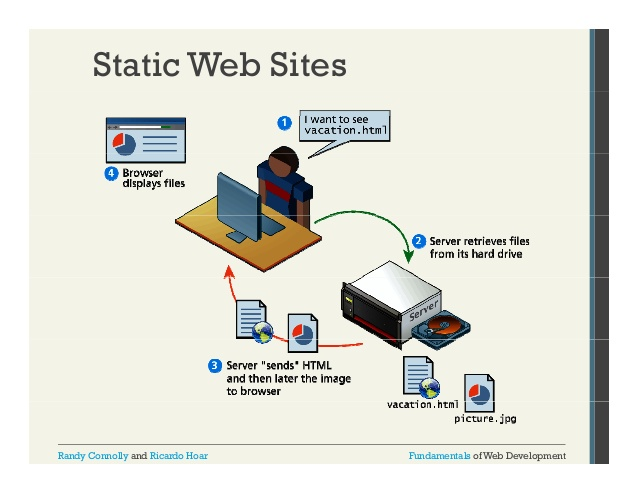 Static Web Sites
1 I want to see
vacation.html
4 Browser
displays files
2 Server retrieves files
from its hard drive
Server
3 Server "sends" HTML
and then later the image
to browser
vacation.html
picture.jpg
Randy Connolly and Ricardo Hoar
Fundamentals of Web Development